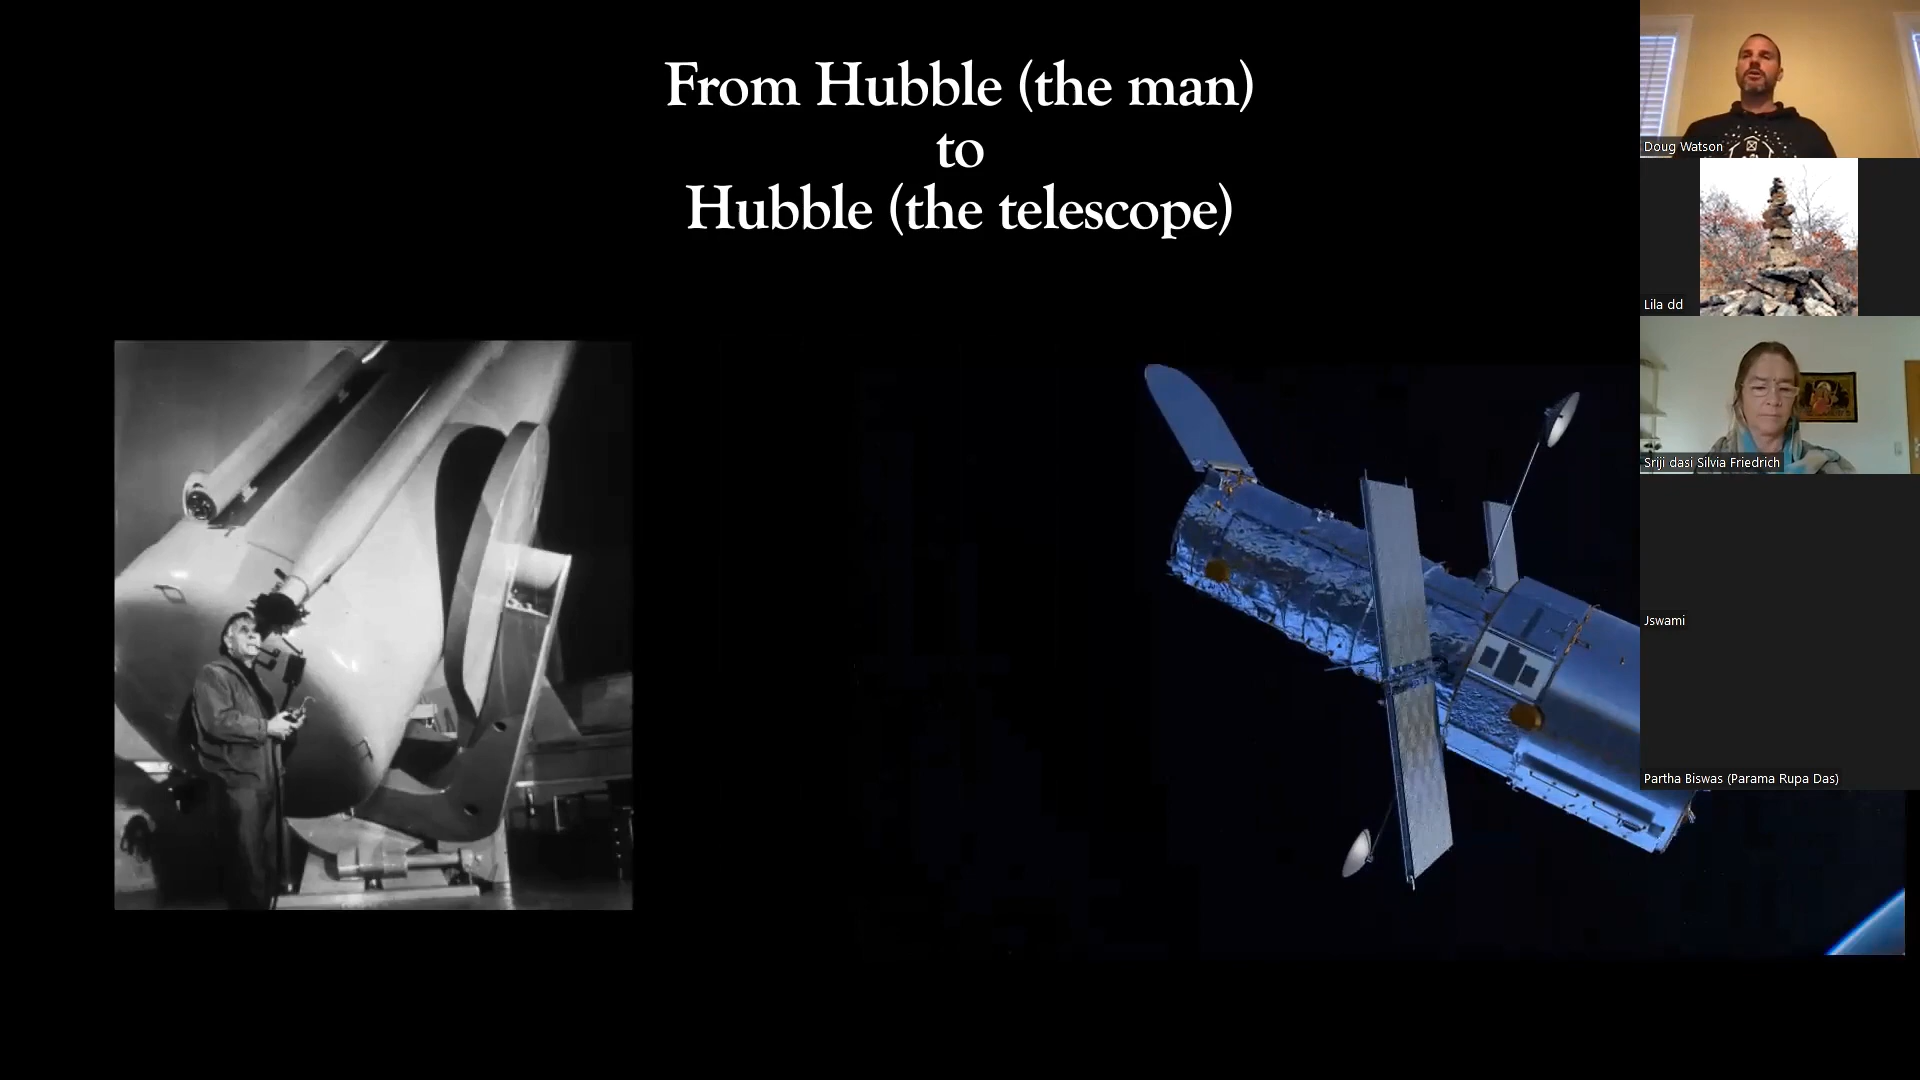 From Hubble (the man)
to
Hubble (the telescope)
Doug Watson
Lila dd
Sriji dasi Silvia Friedrich
Jswami
Partha Biswas (Parama Rupa Das)